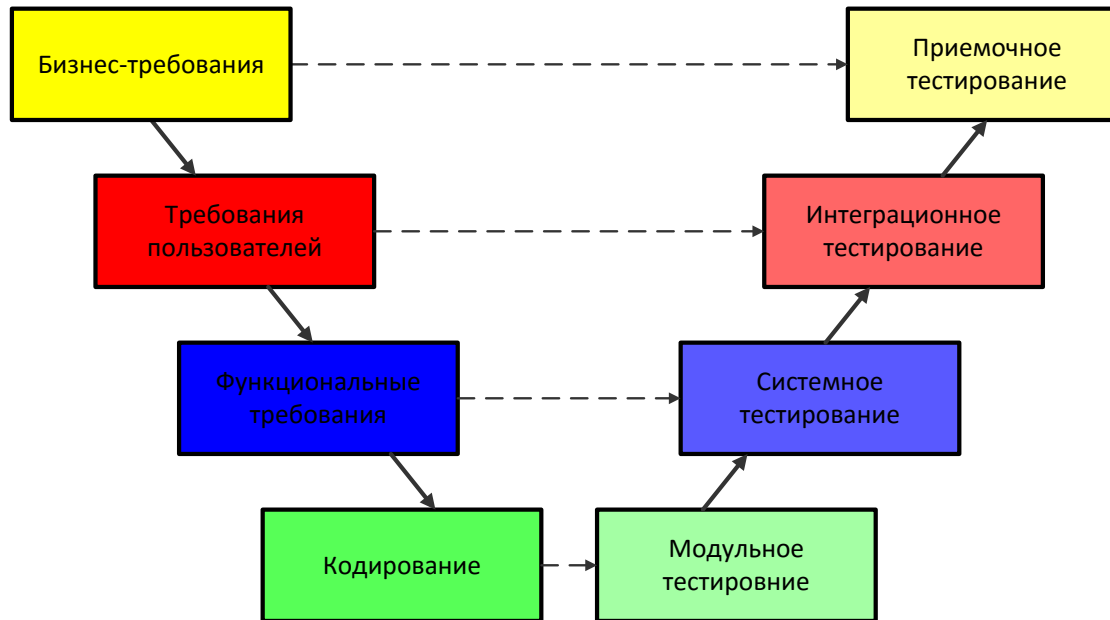 Бизнес-требования
Приемочное
тестирование
Требования
пользователей
Интеграционное
тестирование
Функциональные
требования
Системное
тестирование
Кодирование
Модульное
тестировние